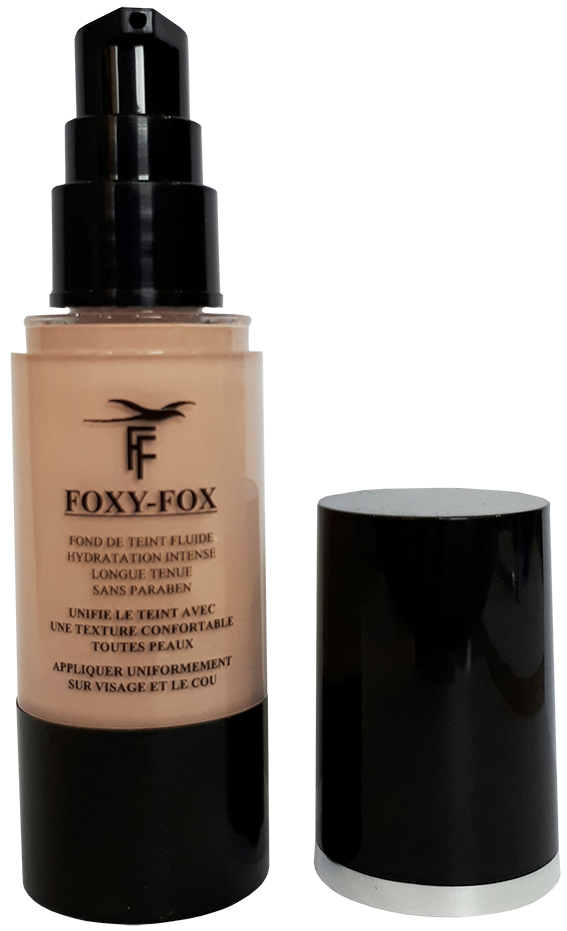 FF
FOXY-FOX
FOND DE TEINT FLUIDE
HYDRATATION INTENSE
LONGUE TENUE
SANS PARABEN
UNIFIE LE TEINT AVEC
UNE TEXTURE CONFORTABLE
TOUTES PEAUX
APPLIQUER UNIFORMEMENT
SUR VISAGE ET LE COU